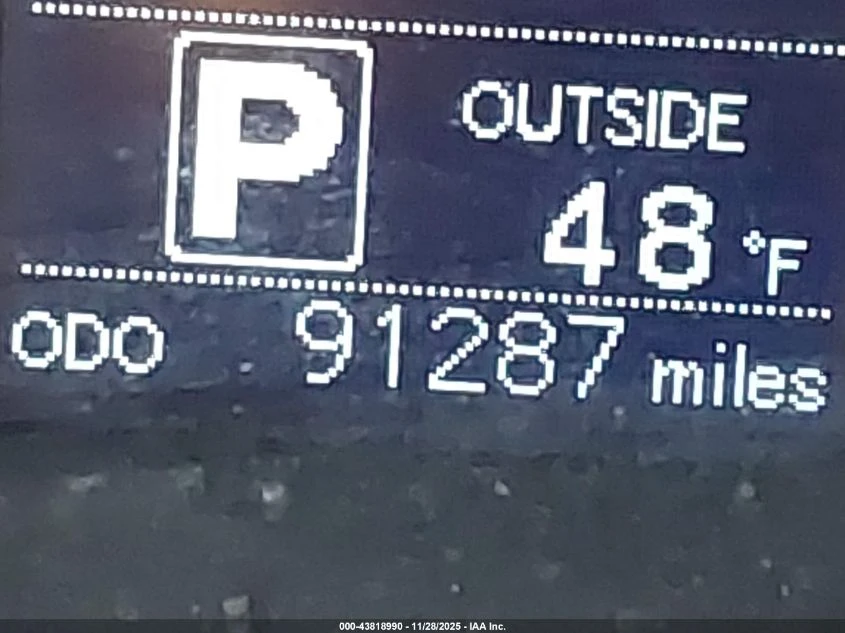 P
OUTSIDE
48 °F
ODO 91287 miles
000-43818990 - 11/28/2025 - IAA Inc.